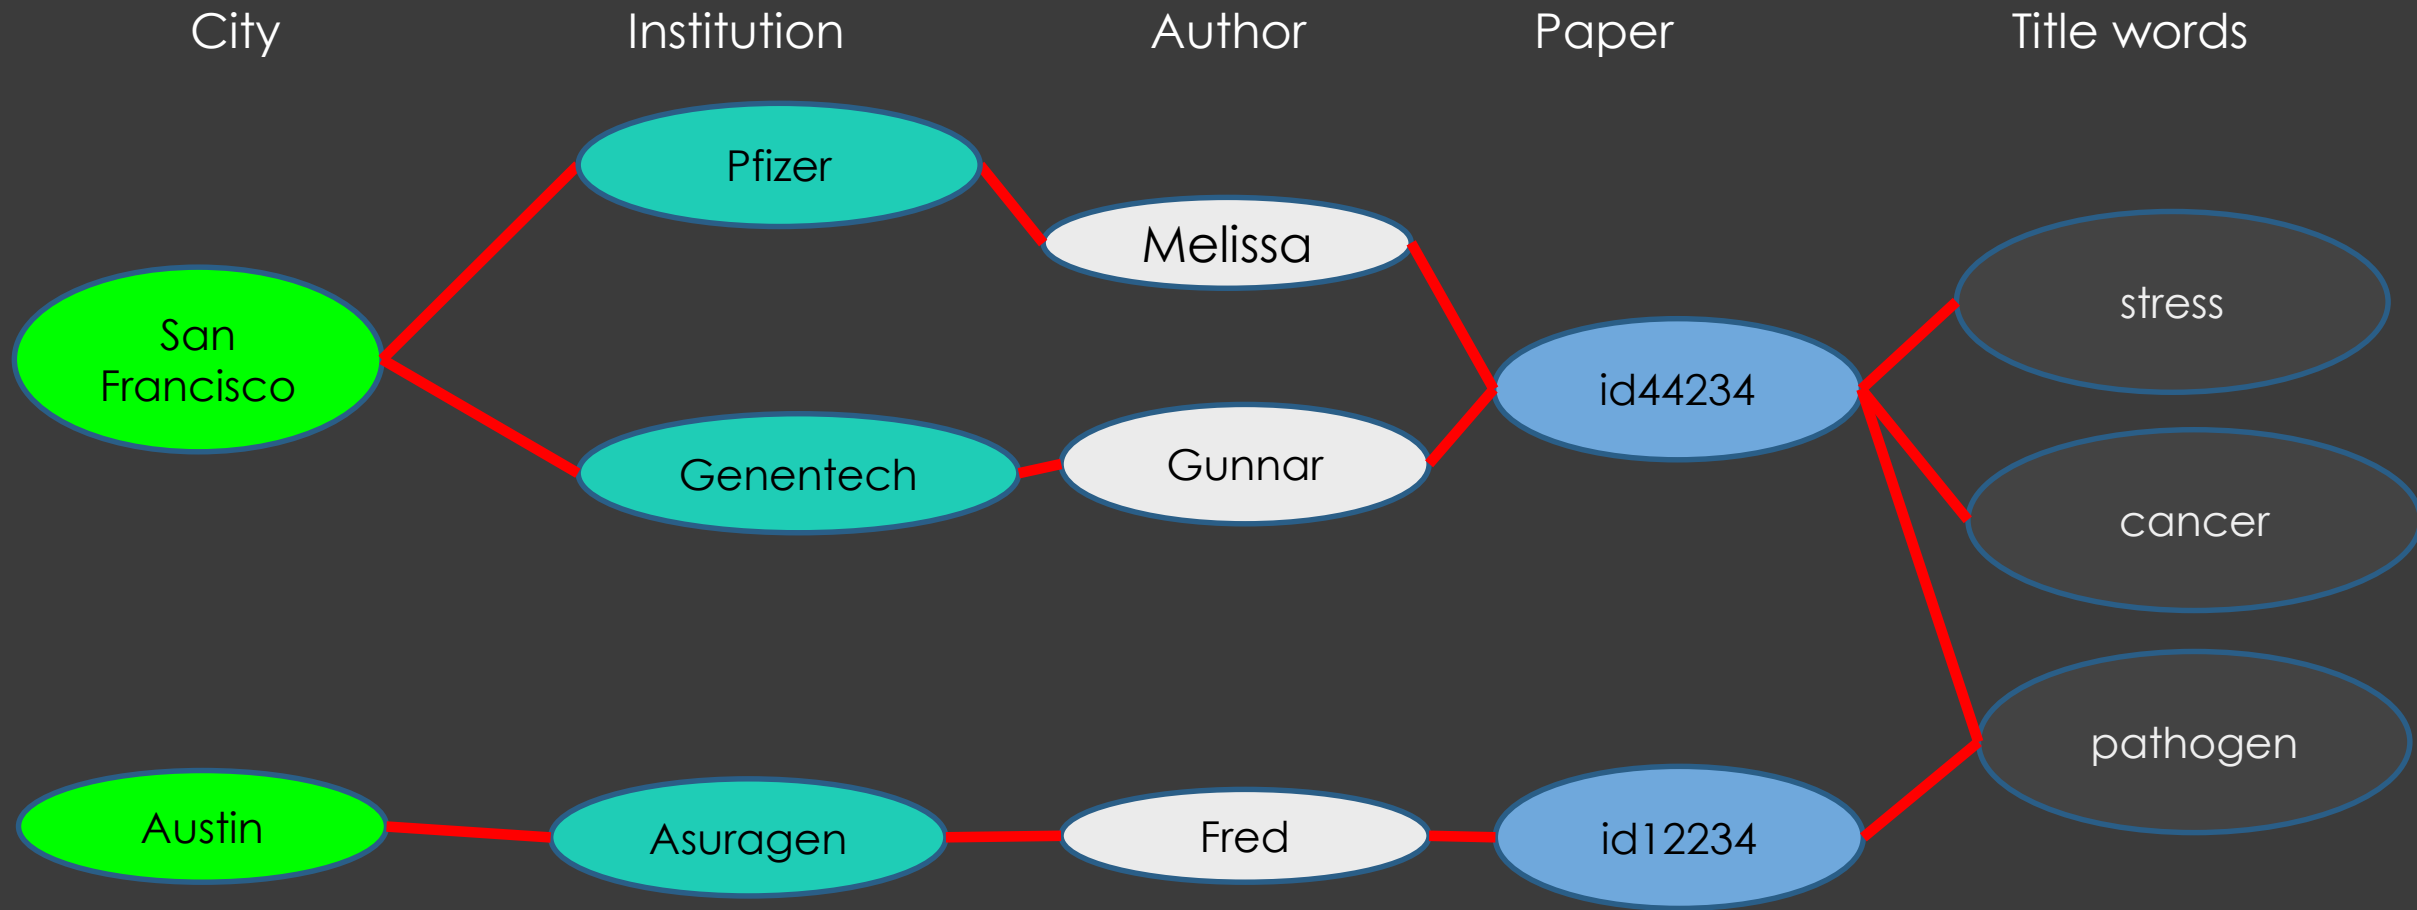 City
Institution
Author
Paper
Title words
Pfizer
Melissa
stress
San
Francisco
id44234
Genentech
Gunnar
cancer
pathogen
Austin
Asuragen
Fred
id12234